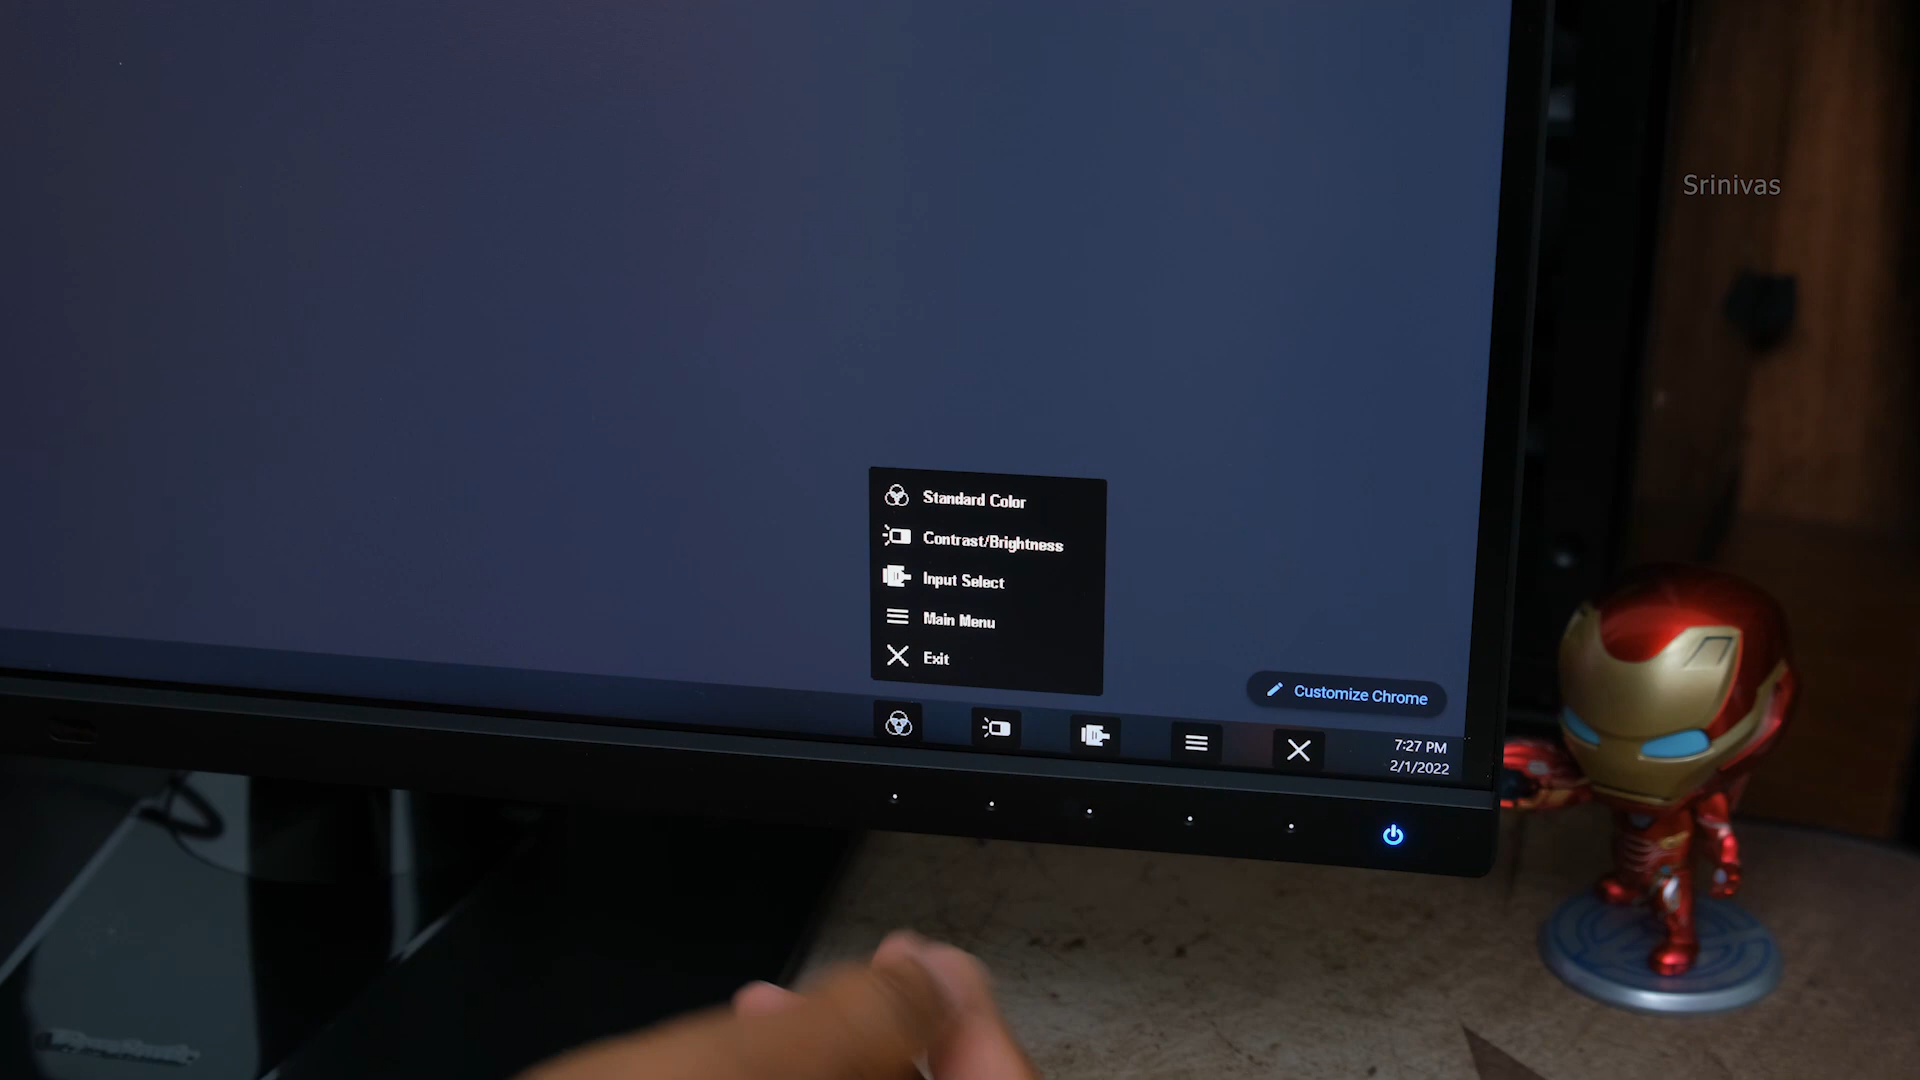 Srinivas
Standard Color
Contrast/Brightness
Input Select
Main Menu
Exit
Customize Chrome
7:27 PM
2/1/2022